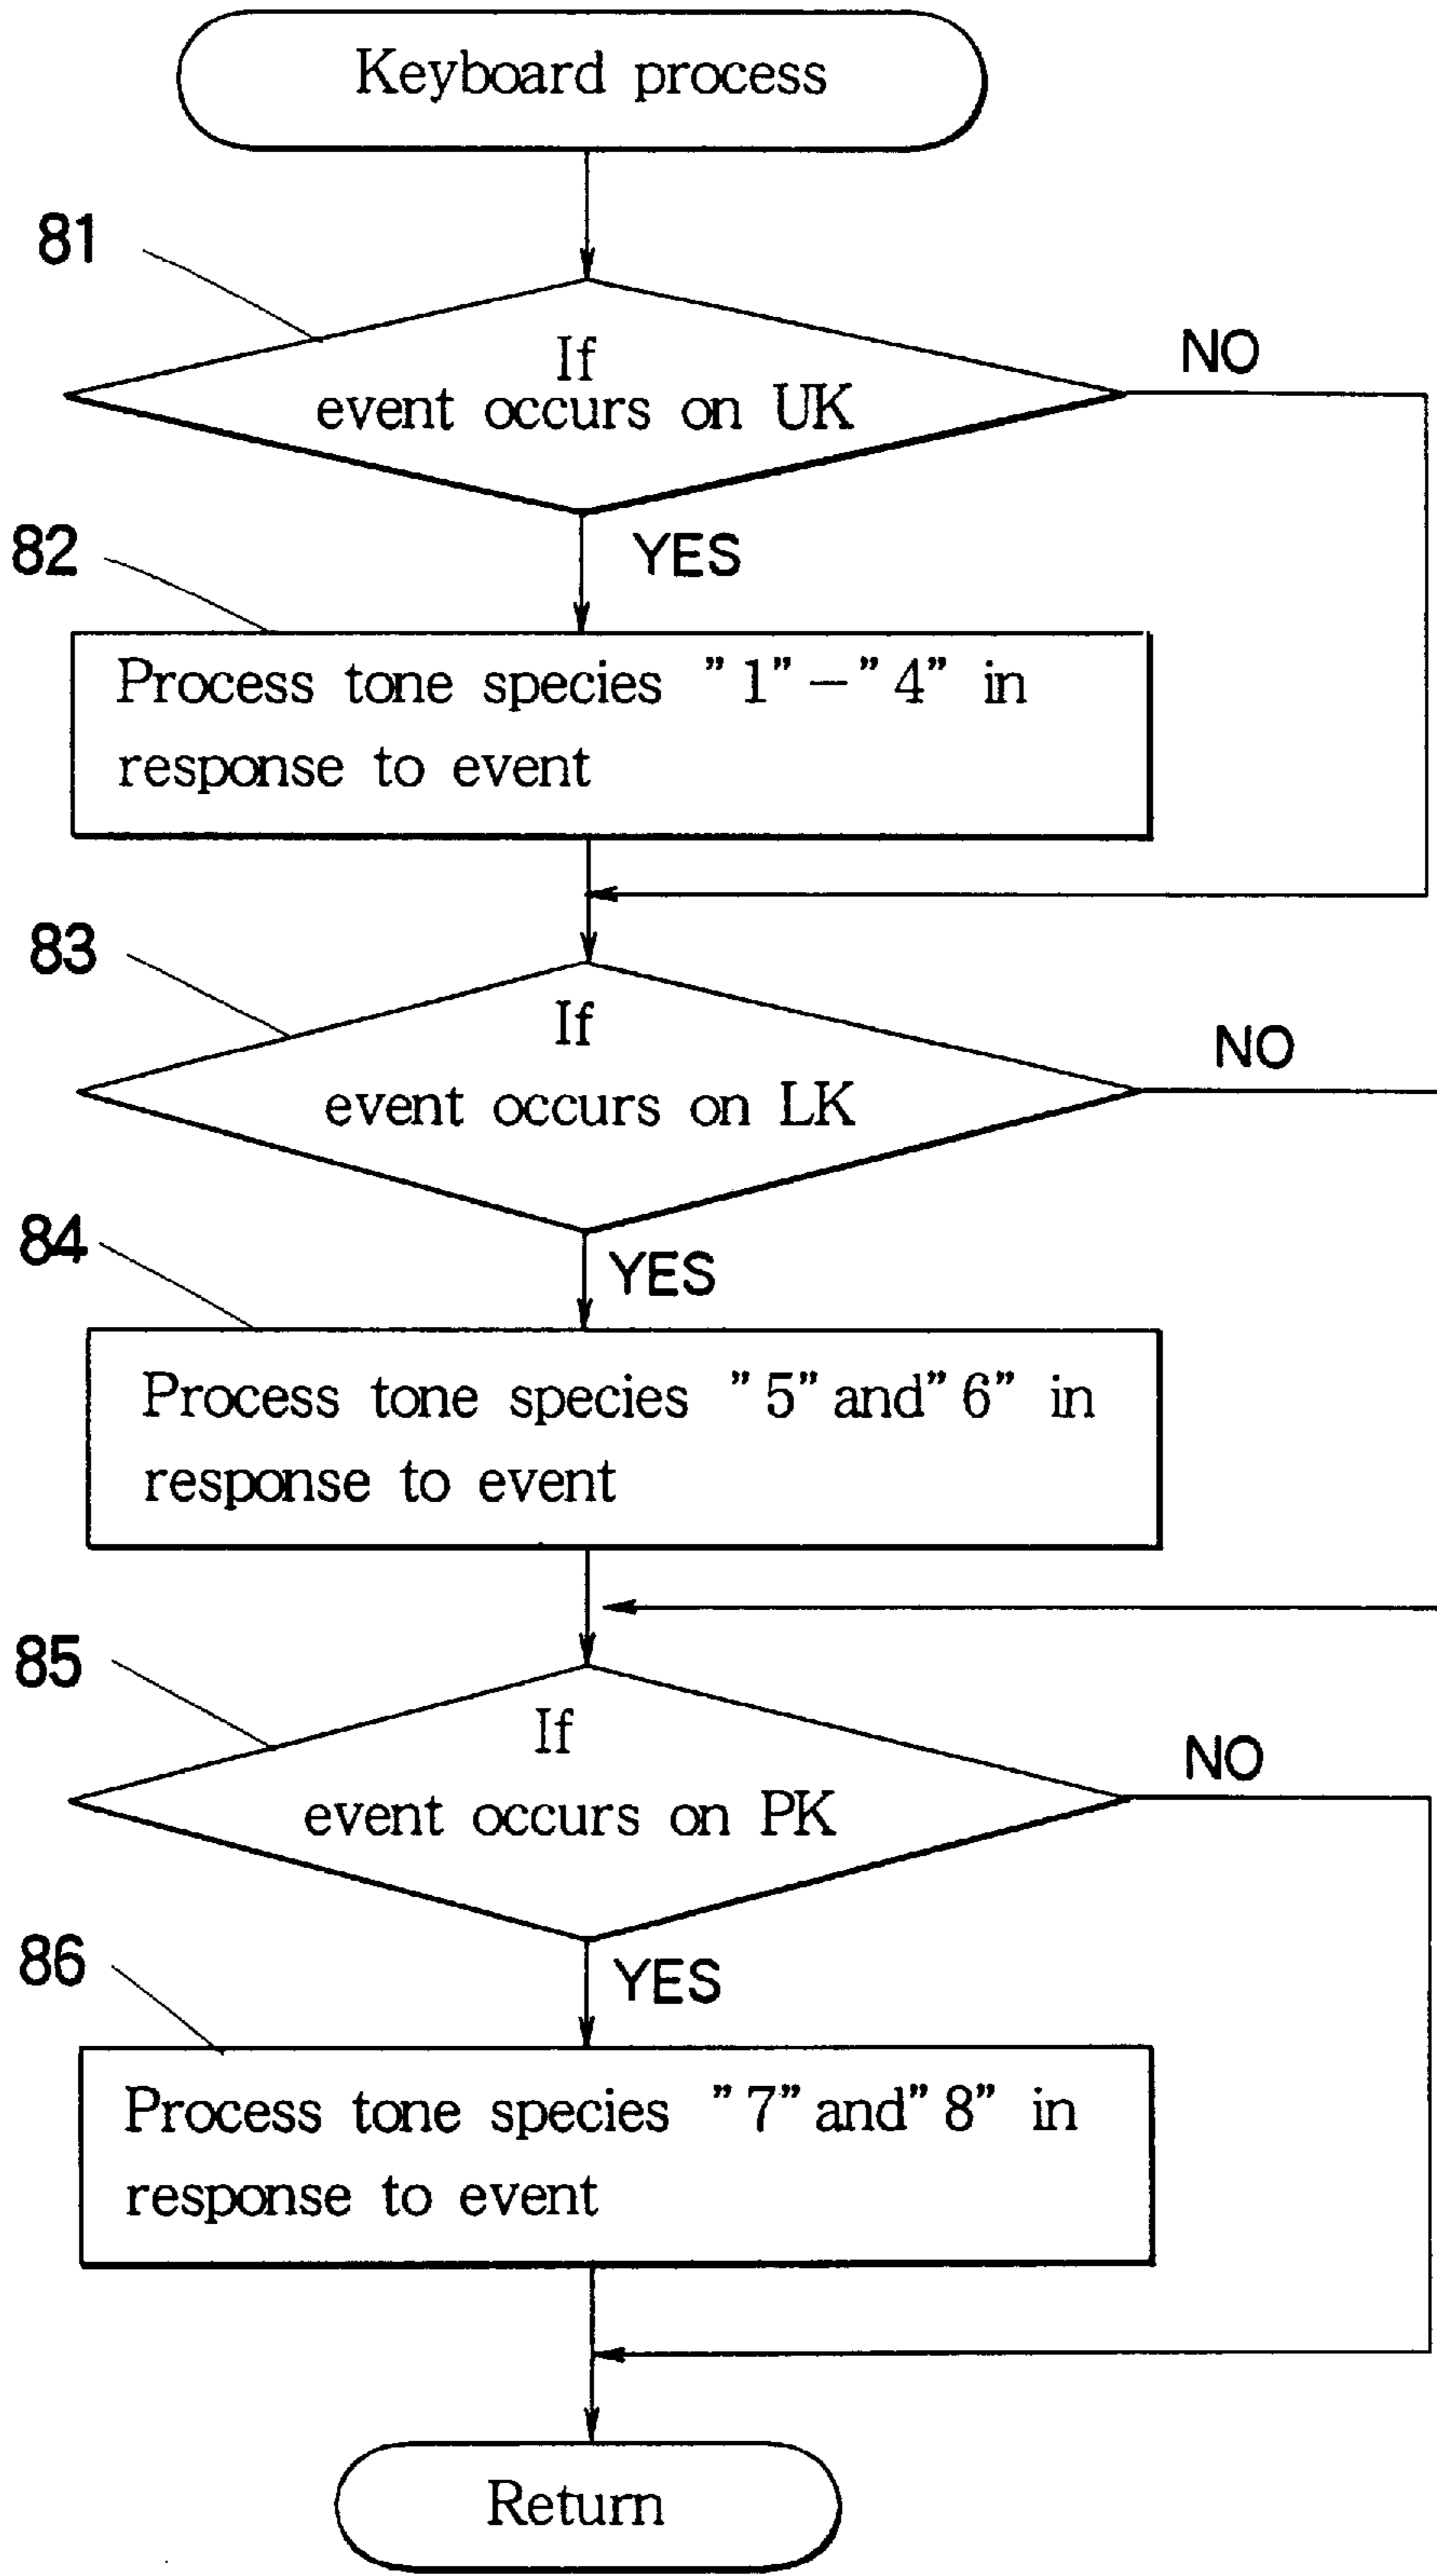 Keyboard process
81
If
NO
event occurs on UK
82
YES
Process tone species "1"-"4" in
response to event
83
If
NO
event occurs on LK
84
YES
Process tone species "5"and"6" in
response to event
85
If
NO
event occurs on PK
86
YES
Process tone species "7"and"8" in
response to event
Return